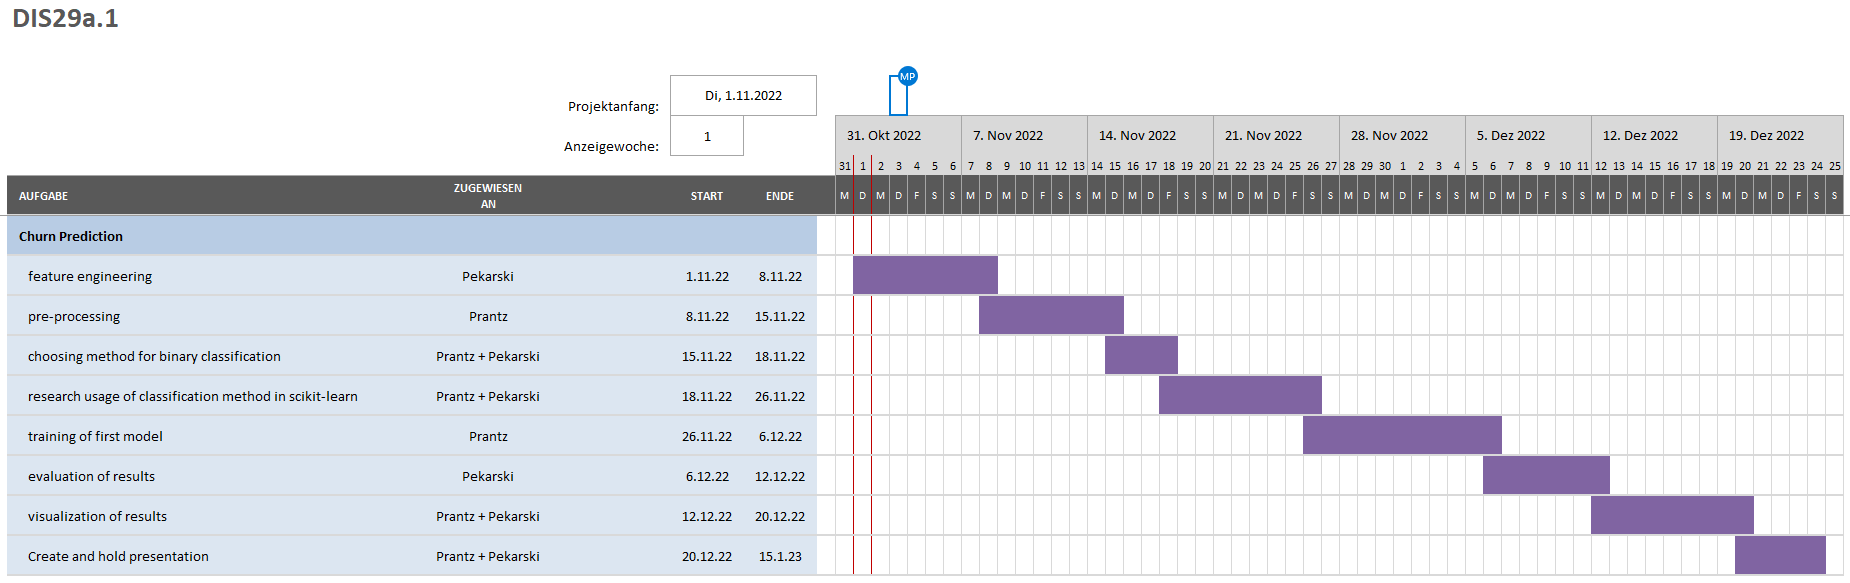 DIS29a.1
MP
Projektanfang: Di, 1.11.2022
Anzeigewoche: 1
31. Okt 2022 7. Nov 2022 14. Nov 2022 21. Nov 2022 28. Nov 2022 5. Dez 2022 12. Dez 2022 19. Dez 2022
31 1 2 3 4 5 6 7 8 9 10 11 12 13 14 15 16 17 18 19 20 21 22 23 24 25 26 27 28 29 30 1 2 3 4 5 6 7 8 9 10 11 12 13 14 15 16 17 18 19 20 21 22 23 24 25
AUFGABE ZUGEWIESEN AN START ENDE M D M D F S S M D M D F S S M D M D F S S M D M D F S S M D M D F S S M D M D F S S M D M D F S S M D M D F S S
Churn Prediction
feature engineering Pekarski 1.11.22 8.11.22
pre-processing Prantz 8.11.22 15.11.22
choosing method for binary classification Prantz + Pekarski 15.11.22 18.11.22
research usage of classification method in scikit-learn Prantz + Pekarski 18.11.22 26.11.22
training of first model Prantz 26.11.22 6.12.22
evaluation of results Pekarski 6.12.22 12.12.22
visualization of results Prantz + Pekarski 12.12.22 20.12.22
Create and hold presentation Prantz + Pekarski 20.12.22 15.1.23